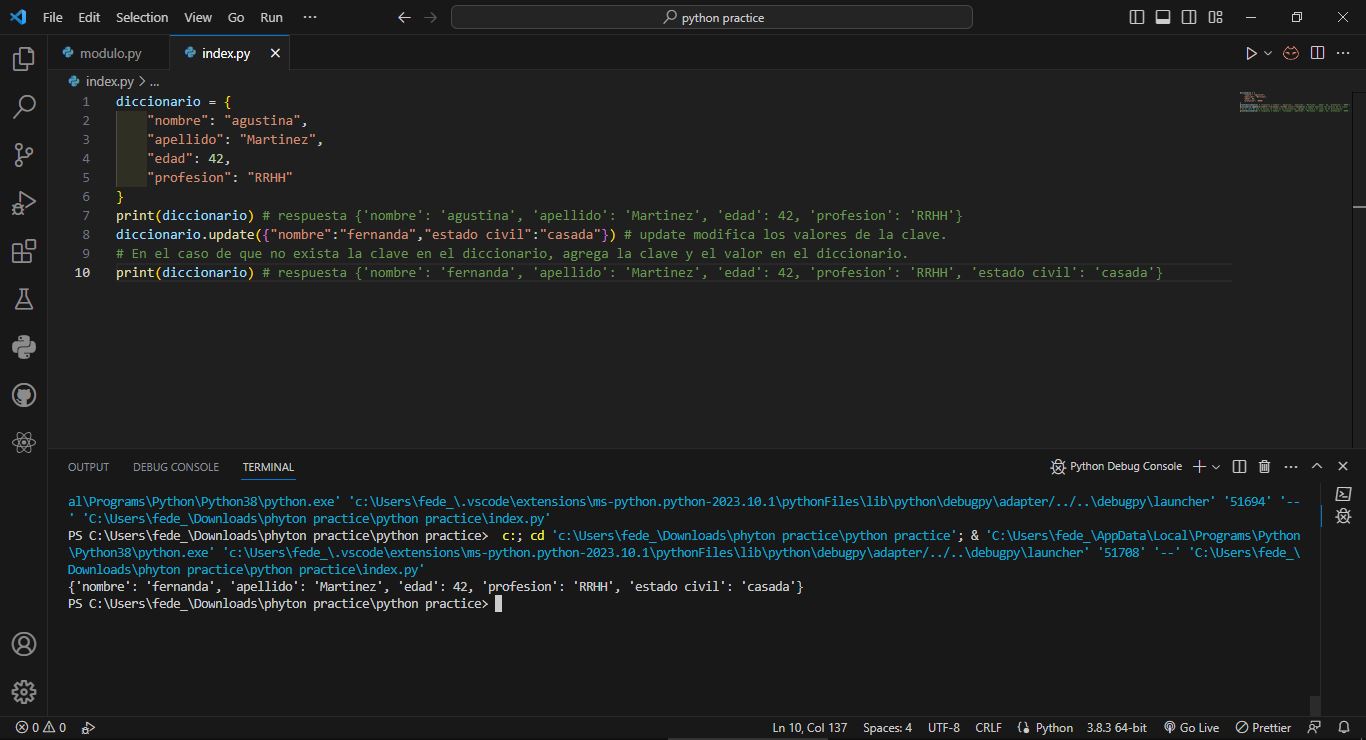 File Edit Selection View Go Run ··· python practice
modulo.py index.py
index.py > ...
1 diccionario = {
2 "nombre": "agustina",
3 "apellido": "Martinez",
4 "edad": 42,
5 "profesion": "RRHH"
6 }
7 print(diccionario) # respuesta {'nombre': 'agustina', 'apellido': 'Martinez', 'edad': 42, 'profesion': 'RRHH'}
8 diccionario.update({"nombre":"fernanda","estado civil":"casada"}) # update modifica los valores de la clave.
9 # En el caso de que no exista la clave en el diccionario, agrega la clave y el valor en el diccionario.
10 print(diccionario) # respuesta {'nombre': 'fernanda', 'apellido': 'Martinez', 'edad': 42, 'profesion': 'RRHH', 'estado civil': 'casada'}
OUTPUT DEBUG CONSOLE TERMINAL Python Debug Console
al\Programs\Python\Python38\python.exe' 'c:\Users\fede_\.vscode\extensions\ms-python.python-2023.10.1\pythonFiles\lib\python\debugpy\adapter/../..\debugpy\launcher' '51694' '--
' 'C:\Users\fede_\Downloads\phyton practice\python practice\index.py'
PS C:\Users\fede_\Downloads\phyton practice\python practice> c:; cd 'c:\Users\fede_\Downloads\phyton practice\python practice'; & 'C:\Users\fede_\AppData\Local\Programs\Python
\Python38\python.exe' 'c:\Users\fede_\.vscode\extensions\ms-python.python-2023.10.1\pythonFiles\lib\python\debugpy\adapter/../..\debugpy\launcher' '51708' '--' 'C:\Users\fede_\
Downloads\phyton practice\python practice\index.py'
{'nombre': 'fernanda', 'apellido': 'Martinez', 'edad': 42, 'profesion': 'RRHH', 'estado civil': 'casada'}
PS C:\Users\fede_\Downloads\phyton practice\python practice>
0 0 Ln 10, Col 137 Spaces: 4 UTF-8 CRLF Python 3.8.3 64-bit Go Live Prettier